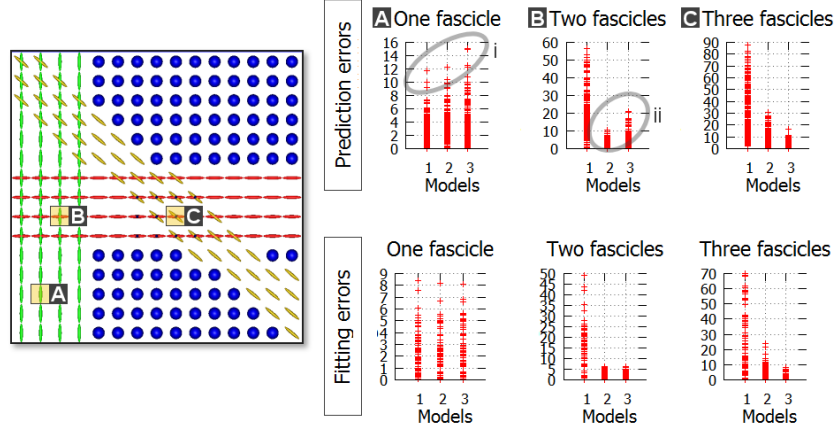 A One fascicle
B Two fascicles
C Three fascicles
Prediction errors
16
14
12
10
8
6
4
2
0
i
1 2 3
Models
60
50
40
30
20
10
0
ii
1 2 3
Models
90
80
70
60
50
40
30
20
10
0
1 2 3
Models
B
C
A
Fitting errors
One fascicle
9
8
7
6
5
4
3
2
1
0
1 2 3
Models
Two fascicles
50
45
40
35
30
25
20
15
10
5
0
1 2 3
Models
Three fascicles
70
60
50
40
30
20
10
0
1 2 3
Models